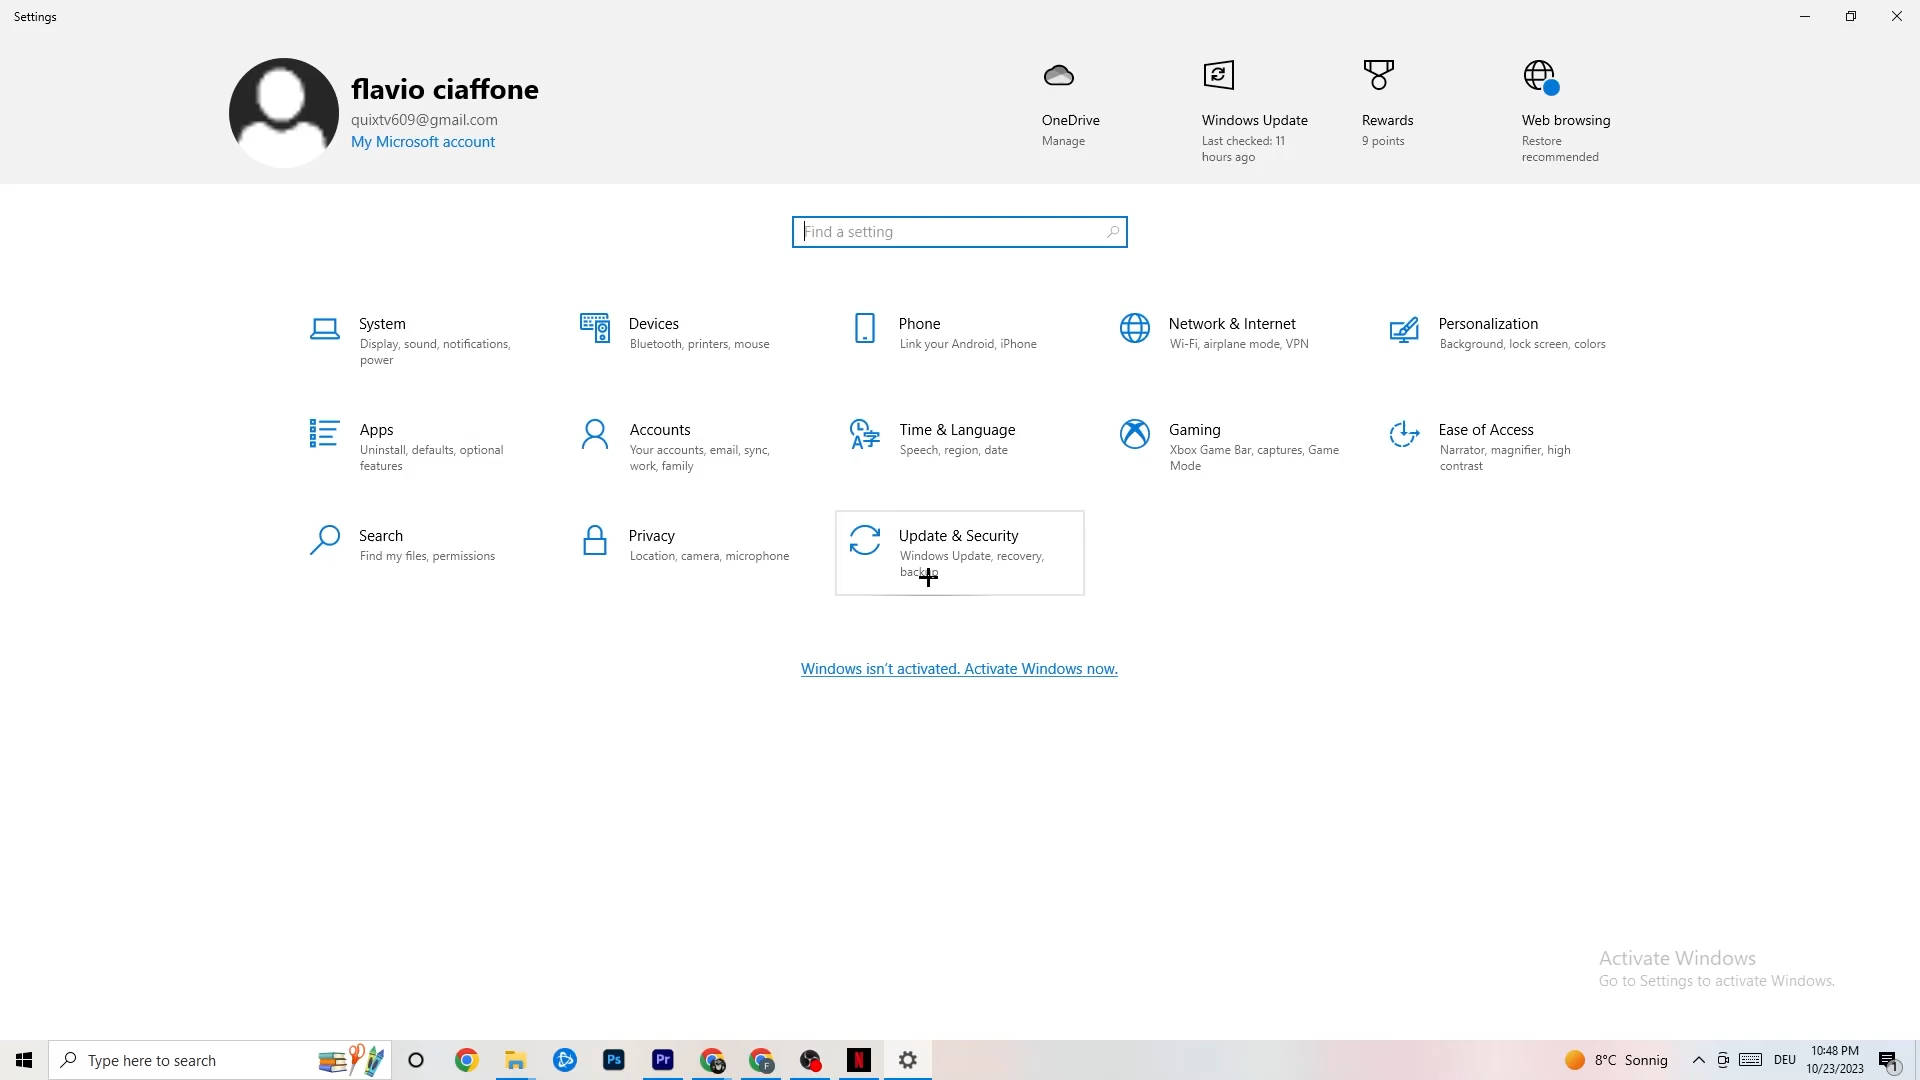 Settings
flavio ciaffone
quixtv609@gmail.com
My Microsoft account
OneDrive
Manage
Windows Update
Last checked: 11
hours ago
Rewards
9 points
Web browsing
Restore
recommended
Find a setting
System
Display, sound, notifications,
power
Devices
Bluetooth, printers, mouse
Phone
Link your Android, iPhone
Network & Internet
Wi-Fi, airplane mode, VPN
Personalization
Background, lock screen, colors
Apps
Uninstall, defaults, optional
features
Accounts
Your accounts, email, sync,
work, family
Time & Language
Speech, region, date
Gaming
Xbox Game Bar, captures, Game
Mode
Ease of Access
Narrator, magnifier, high
contrast
Search
Find my files, permissions
Privacy
Location, camera, microphone
Update & Security
Windows Update, recovery,
backup
Windows isn't activated. Activate Windows now.
Activate Windows
Go to Settings to activate Windows.
Type here to search
Ps
Pr
F
N
8°C Sonnig
DEU
10:48 PM
10/23/2023
1